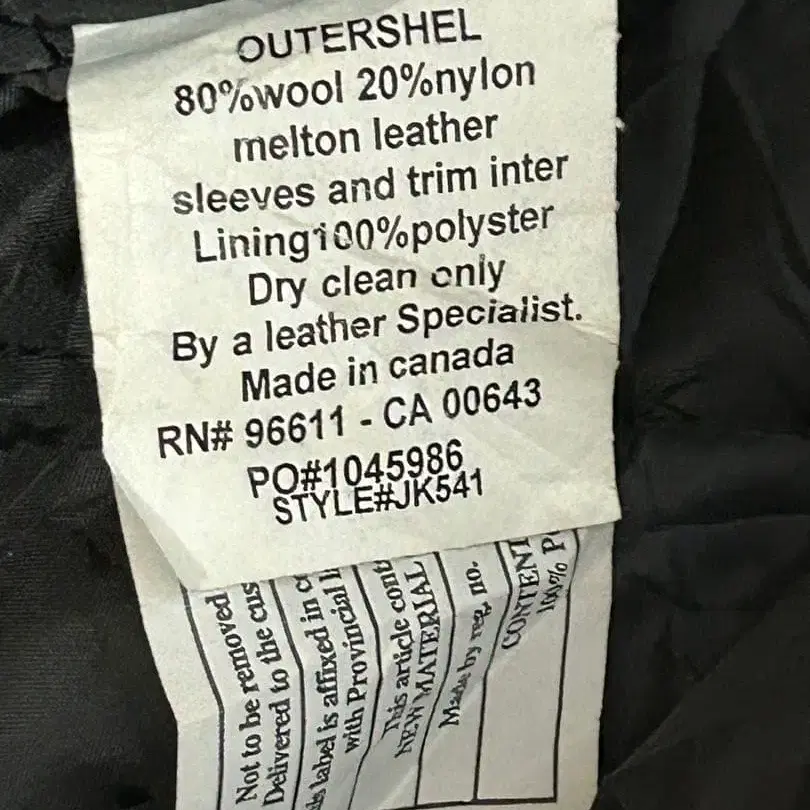 OUTERSHEL
80%wool 20%nylon
melton leather
sleeves and trim inter
Lining100%polyster
Dry clean only
By a leather Specialist.
Made in canada
RN# 96611 - CA 00643
PO#1045986
STYLE#JK541
Not to be removed
Delivered to the cus
label is affixed in c
with Provincial
This article cont
NEW MATERIAL
Made by reg. no.
CONTENT
100% P